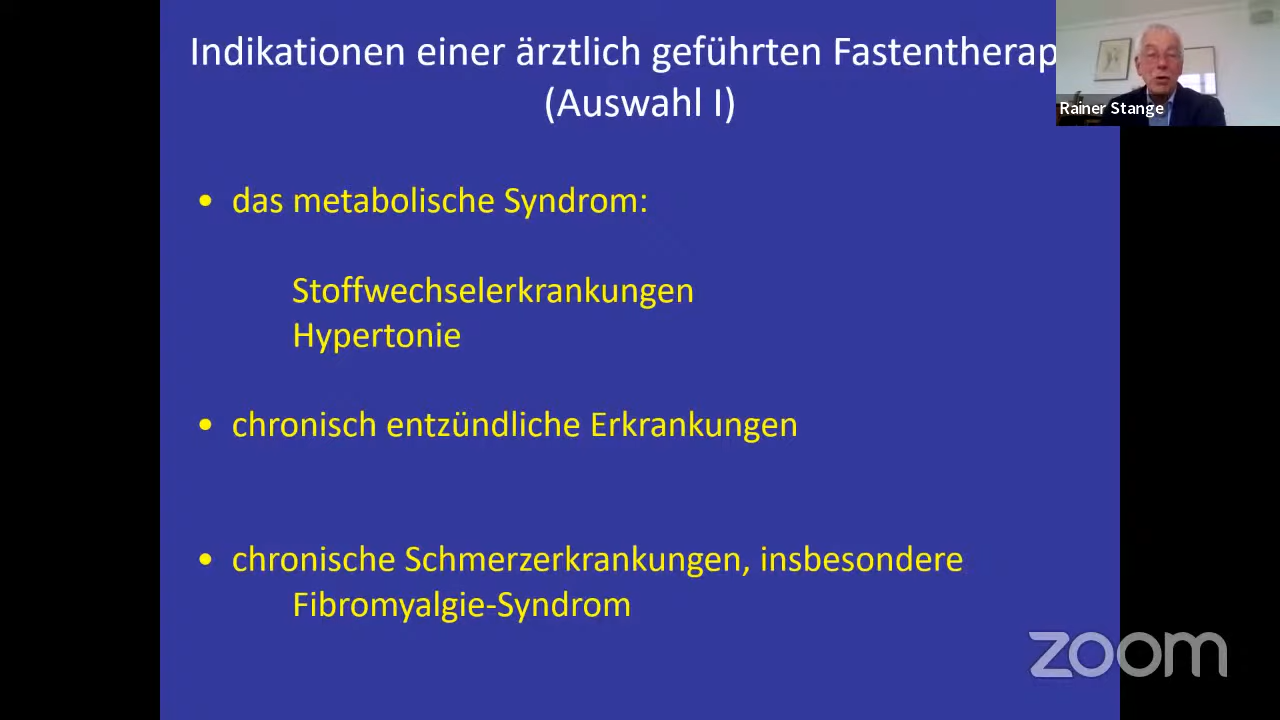 Indikationen einer ärztlich geführten Fastentherap
(Auswahl I)
Rainer Stange
• das metabolische Syndrom:
Stoffwechselerkrankungen
Hypertonie
• chronisch entzündliche Erkrankungen
• chronische Schmerzerkrankungen, insbesondere
Fibromyalgie-Syndrom
zoom